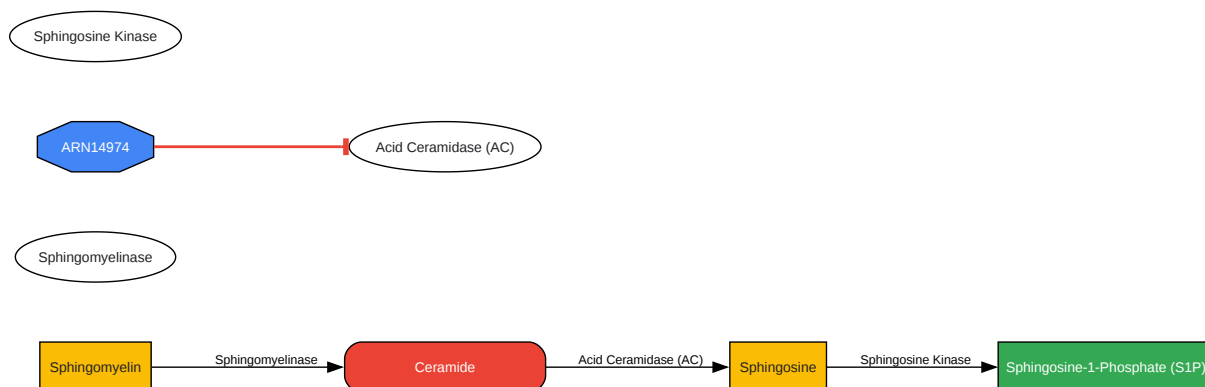 Sphingosine Kinase
ARN14974
Acid Ceramidase (AC)
Sphingomyelinase
Sphingomyelin
Sphingomyelinase
Ceramide
Acid Ceramidase (AC)
Sphingosine
Sphingosine Kinase
Sphingosine-1-Phosphate (S1P)